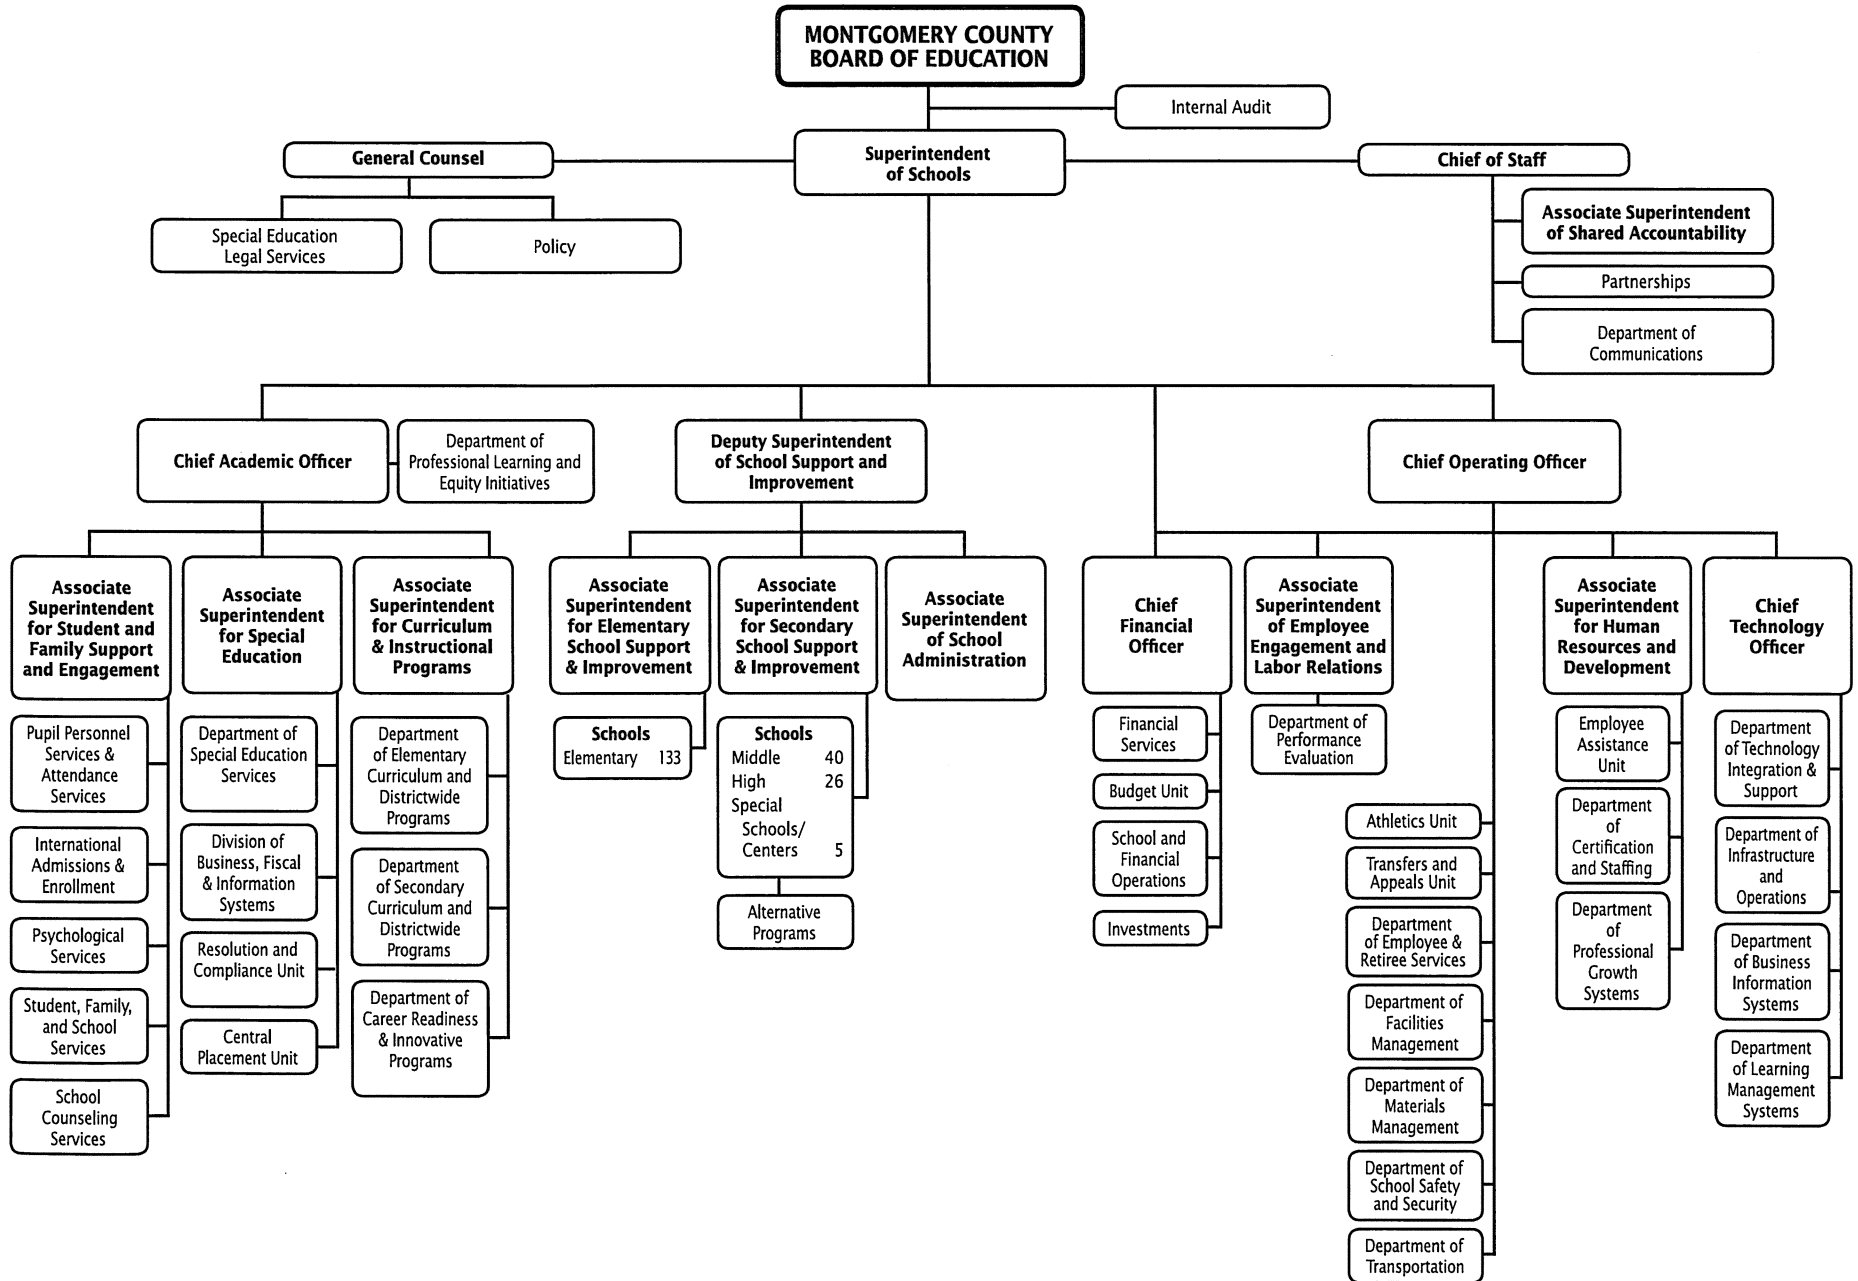 MONTGOMERY COUNTY
BOARD OF EDUCATION
Internal Audit
General Counsel
Superintendent
of Schools
Chief of Staff
Special Education
Legal Services
Policy
Associate Superintendent
of Shared Accountability
Partnerships
Department of
Communications
Chief Academic Officer
Department of
Professional Learning and
Equity Initiatives
Deputy Superintendent
of School Support and
Improvement
Chief Operating Officer
Associate
Superintendent
for Student and
Family Support
and Engagement
Pupil Personnel
Services &
Attendance
Services
International
Admissions &
Enrollment
Psychological
Services
Student, Family,
and School
Services
School
Counseling
Services
Associate
Superintendent
for Special
Education
Department of
Special Education
Services
Division of
Business, Fiscal
& Information
Systems
Resolution and
Compliance Unit
Central
Placement Unit
Associate
Superintendent
for Curriculum
& Instructional
Programs
Department
of Elementary
Curriculum and
Districtwide
Programs
Department
of Secondary
Curriculum and
Districtwide
Programs
Department of
Career Readiness
& Innovative
Programs
Associate
Superintendent
for Elementary
School Support
& Improvement
Schools
Elementary 133
Associate
Superintendent
for Secondary
School Support
& Improvement
Schools
Middle 40
High 26
Special
Schools/
Centers 5
Alternative
Programs
Associate
Superintendent
of School
Administration
Chief
Financial
Officer
Financial
Services
Budget Unit
School and
Financial
Operations
Investments
Associate
Superintendent
of Employee
Engagement and
Labor Relations
Department of
Performance
Evaluation
Athletics Unit
Transfers and
Appeals Unit
Department
of Employee &
Retiree Services
Department of
Facilities
Management
Department of
Materials
Management
Department of
School Safety
and Security
Department of
Transportation
Associate
Superintendent
for Human
Resources and
Development
Employee
Assistance
Unit
Department
of
Certification
and Staffing
Department
of
Professional
Growth
Systems
Chief
Technology
Officer
Department
of Technology
Integration &
Support
Department of
Infrastructure
and
Operations
Department
of Business
Information
Systems
Department
of Learning
Management
Systems